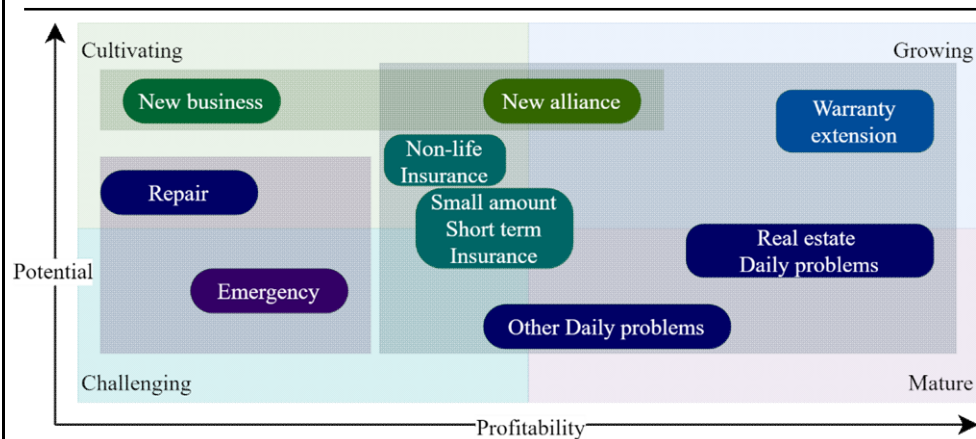 Cultivating
Growing
New business
New alliance
Warranty
extension
Non-life
Insurance
Repair
Small amount
Short term
Insurance
Real estate
Daily problems
Potential
Emergency
Other Daily problems
Challenging
Mature
Profitability